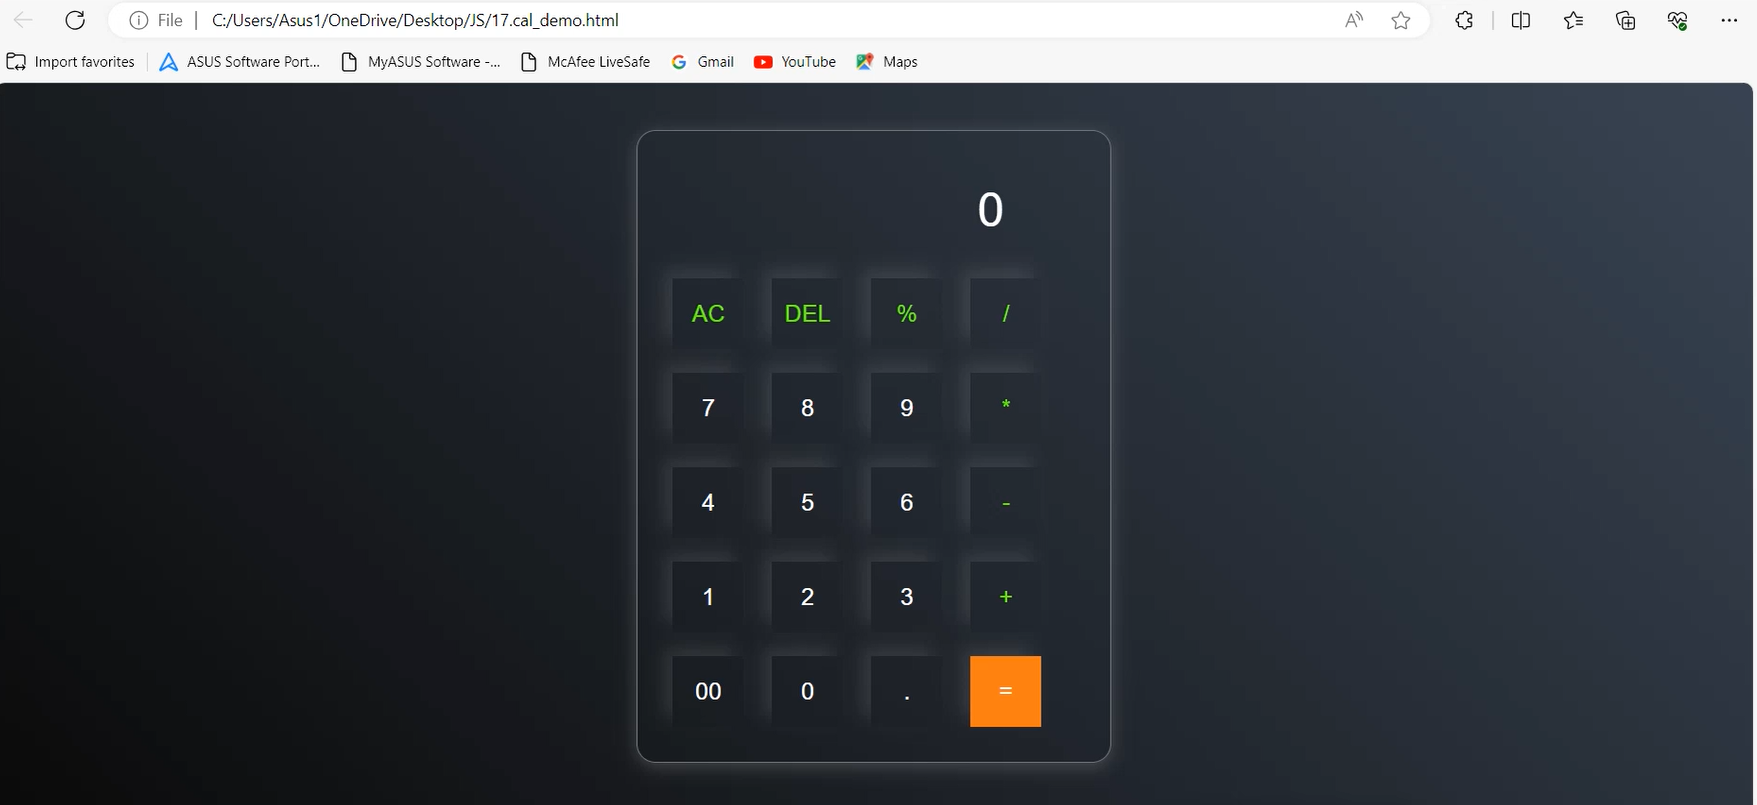 File | C:/Users/Asus1/OneDrive/Desktop/JS/17.cal_demo.html
Import favorites ASUS Software Port... MyASUS Software -... McAfee LiveSafe Gmail YouTube Maps
0
AC DEL % /
7 8 9 *
4 5 6 -
1 2 3 +
00 0 . =